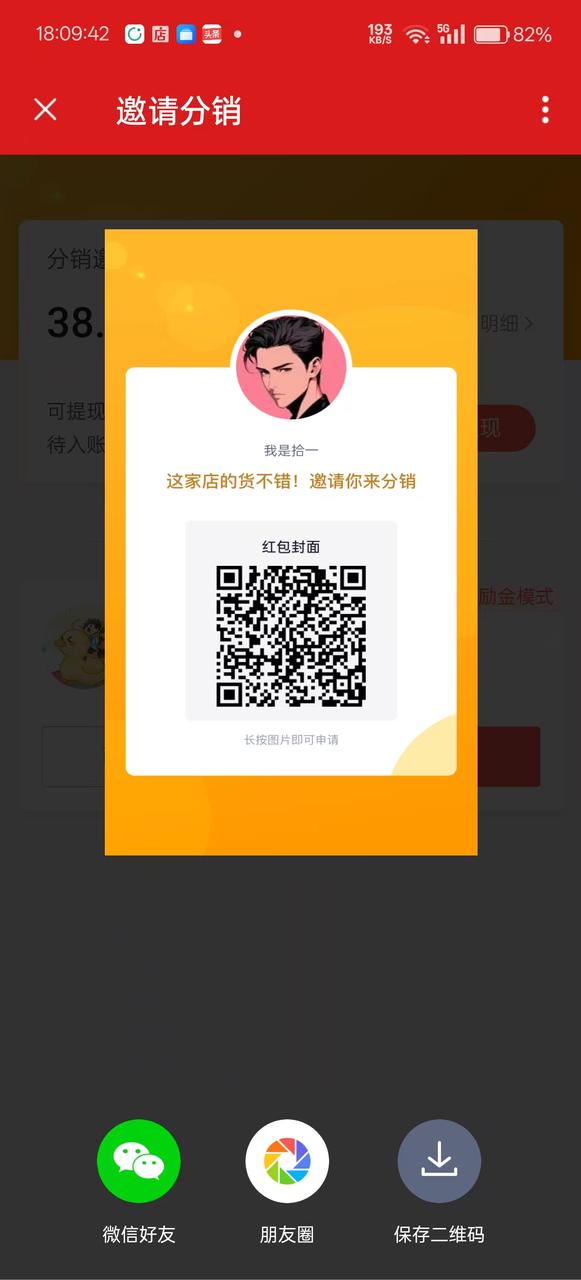 18:09:42
店
头条
193
KB/S
5G
82%
邀请分销
分销邀
38.
明细
可提现
现
待入账
我是拾一
这家店的货不错！邀请你来分销
红包封面
励金模式
长按图片即可申请
微信好友
朋友圈
保存二维码